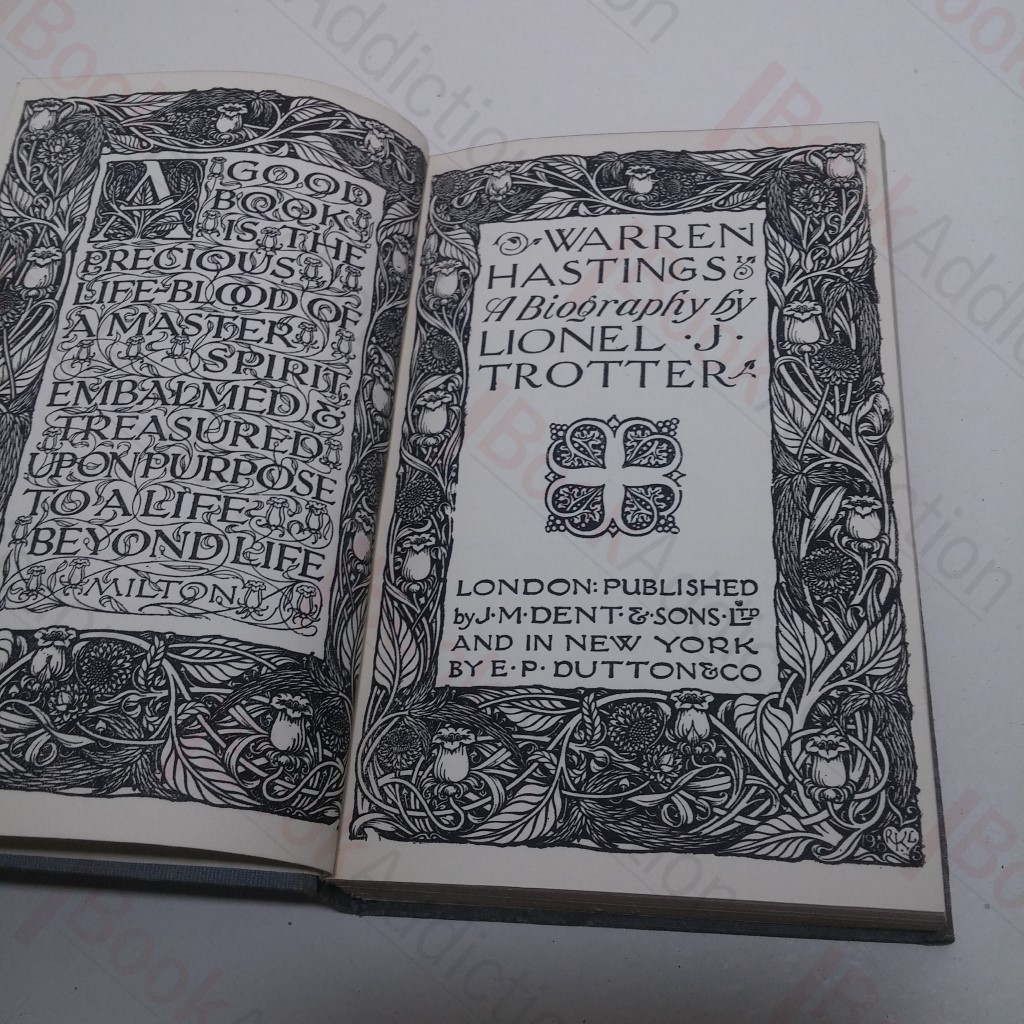 A GOOD
BOOK
IS THE
PRECIOUS
LIFE-BLOOD OF
A MASTER
SPIRIT,
EMBALMED &
TREASURED
UPON PURPOSE
TO A LIFE
BEYOND LIFE
MILTON
WARREN
HASTINGS
A Biography by
LIONEL · J ·
TROTTER
LONDON: PUBLISHED
by J · M · DENT · & · SONS · LTD
AND IN NEW YORK
BY E · P · DUTTON & CO
RLK
BookAddiction